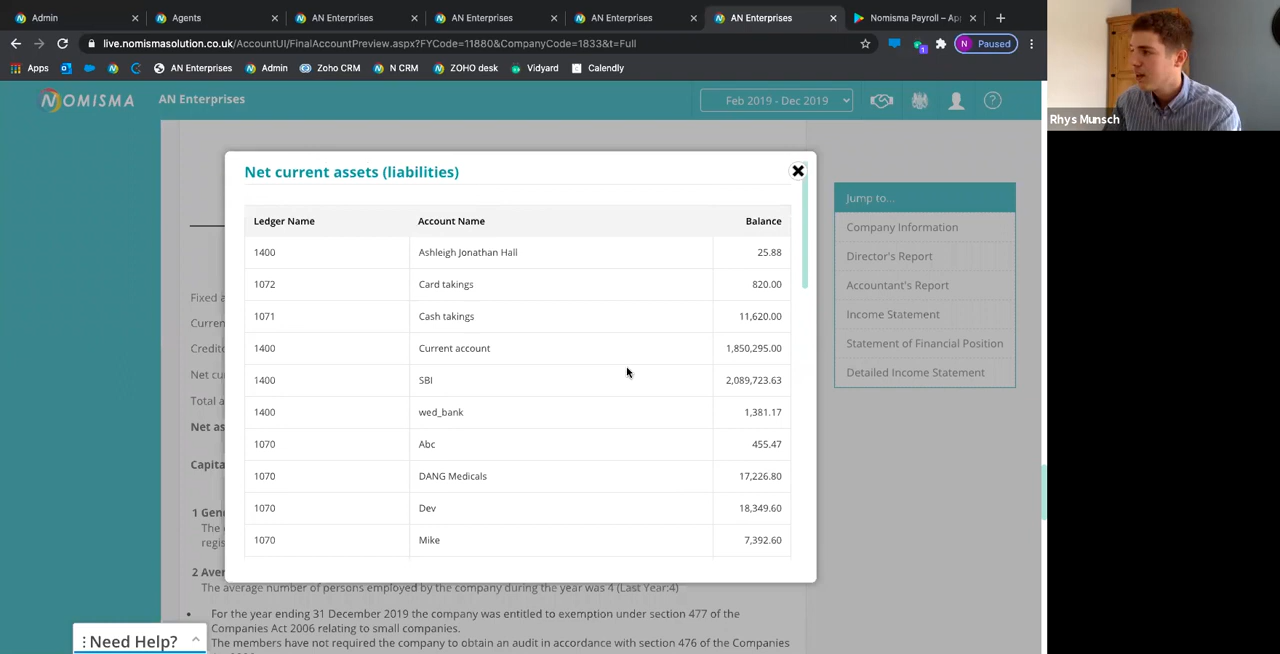 Admin
Agents
AN Enterprises
AN Enterprises
AN Enterprises
AN Enterprises
Nomisma Payroll – Ap
live.nomismasolution.co.uk/AccountUI/FinalAccountPreview.aspx?FYCode=11880&CompanyCode=1833&t=Full
1
N Paused
Apps
AN Enterprises
Admin
Zoho CRM
N CRM
ZOHO desk
Vidyard
Calendly
NOMISMA
AN Enterprises
Feb 2019 - Dec 2019
Rhys Munsch
Net current assets (liabilities)
Ledger Name Account Name Balance
1400 Ashleigh Jonathan Hall 25.88
1072 Card takings 820.00
1071 Cash takings 11,620.00
1400 Current account 1,850,295.00
1400 SBI 2,089,723.63
1400 wed_bank 1,381.17
1070 Abc 455.47
1070 DANG Medicals 17,226.80
1070 Dev 18,349.60
1070 Mike 7,392.60
Jump to...
Company Information
Director's Report
Accountant's Report
Income Statement
Statement of Financial Position
Detailed Income Statement
Fixed a
Curren
Credito
Net cu
Total a
Net as
Capita
1 Gen
The
regis
2 Ave
The average number of persons employed by the company during the year was 4 (Last Year:4)
• For the year ending 31 December 2019 the company was entitled to exemption under section 477 of the
Companies Act 2006 relating to small companies.
• The members have not required the company to obtain an audit in accordance with section 476 of the Companies
Need Help?